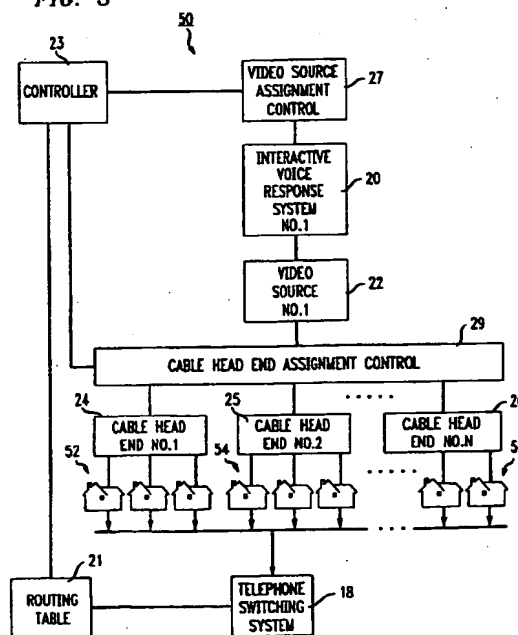 FIG. 3
50
23
CONTROLLER
VIDEO SOURCE
ASSIGNMENT
CONTROL
27
INTERACTIVE
VOICE
RESPONSE
SYSTEM
NO.1
20
VIDEO
SOURCE
NO.1
22
29
CABLE HEAD END ASSIGNMENT CONTROL
24
CABLE HEAD
END NO.1
25
CABLE HEAD
END NO.2
CABLE HEAD
END NO.N
52
54
21
ROUTING
TABLE
TELEPHONE
SWITCHING
SYSTEM
18